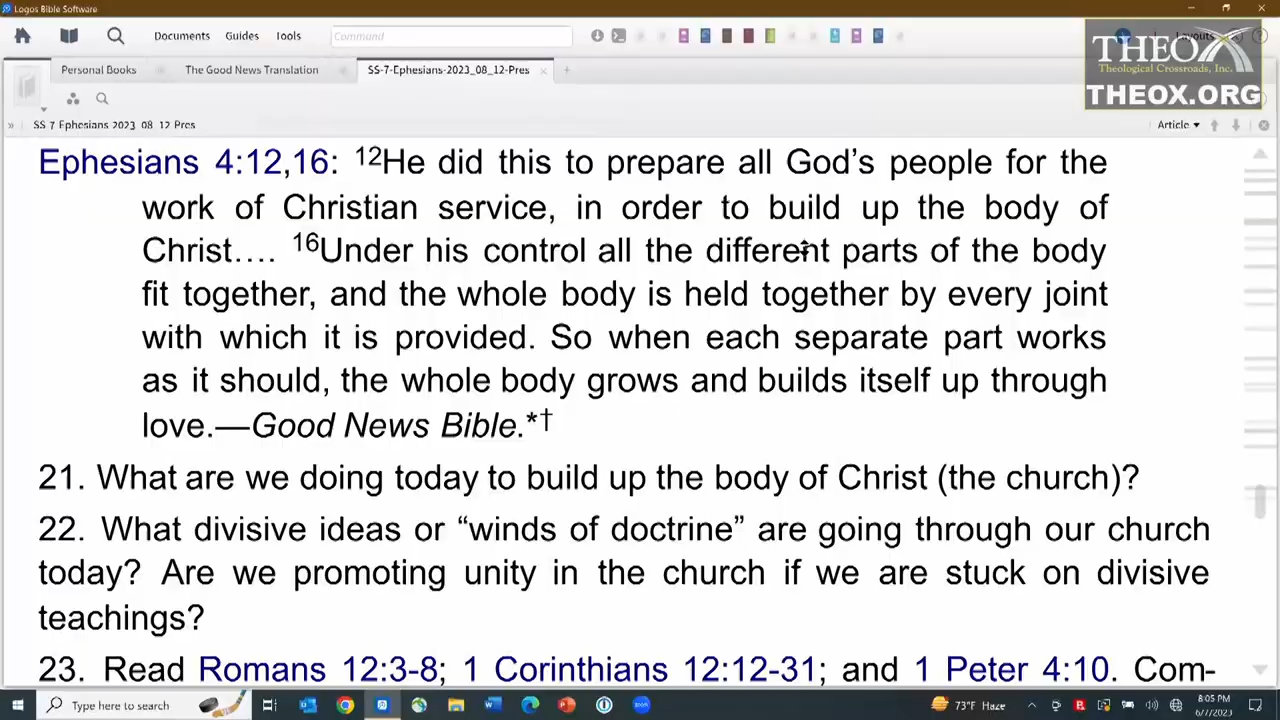 Logos Bible Software
Documents Guides Tools Command Layouts
THEOX
Theological Crossroads, Inc.
THEOX.ORG
Personal Books The Good News Translation SS-7-Ephesians-2023_08_12-Pres
SS-7-Ephesians-2023_08_12-Pres Article
Ephesians 4:12,16: 12He did this to prepare all God’s people for the
work of Christian service, in order to build up the body of
Christ…. 16Under his control all the different parts of the body
fit together, and the whole body is held together by every joint
with which it is provided. So when each separate part works
as it should, the whole body grows and builds itself up through
love.—Good News Bible.*†
21. What are we doing today to build up the body of Christ (the church)?
22. What divisive ideas or “winds of doctrine” are going through our church
today? Are we promoting unity in the church if we are stuck on divisive
teachings?
23. Read Romans 12:3-8; 1 Corinthians 12:12-31; and 1 Peter 4:10. Com-
Type here to search 73°F Haze 8:05 PM
6/7/2023